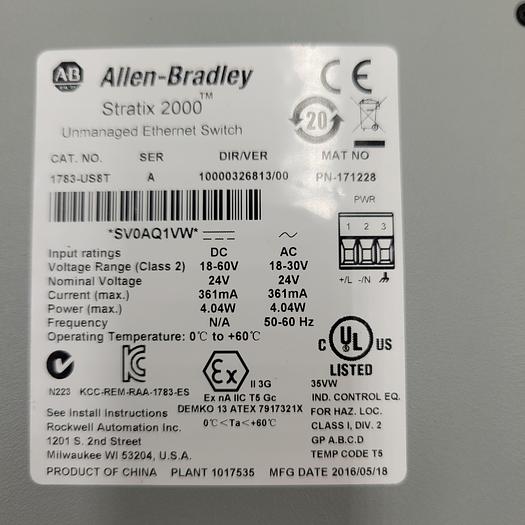 AB Allen-Bradley
Stratix 2000™
Unmanaged Ethernet Switch
CE
20
CAT. NO. SER DIR/VER MAT NO
1783-US8T A 10000326813/00 PN-171228
PWR
1 2 3
+/L -/N
*SV0AQ1VW*
Input ratings DC AC
Voltage Range (Class 2) 18-60V 18-30V
Nominal Voltage 24V 24V
Current (max.) 361mA 361mA
Power (max.) 4.04W 4.04W
Frequency N/A 50-60 Hz
Operating Temperature: 0℃ to +60℃
C UL US
LISTED
N223 KCC-REM-RAA-1783-ES
Ex II 3G
Ex nA IIC T5 Gc
DEMKO 13 ATEX 7917321X
0℃<Ta<+60℃
35VW
IND. CONTROL EQ.
FOR HAZ. LOC.
CLASS I, DIV. 2
GP A.B.C.D
TEMP CODE T5
See Install Instructions
Rockwell Automation Inc.
1201 S. 2nd Street
Milwaukee WI 53204, U.S.A.
PRODUCT OF CHINA PLANT 1017535 MFG DATE 2016/05/18